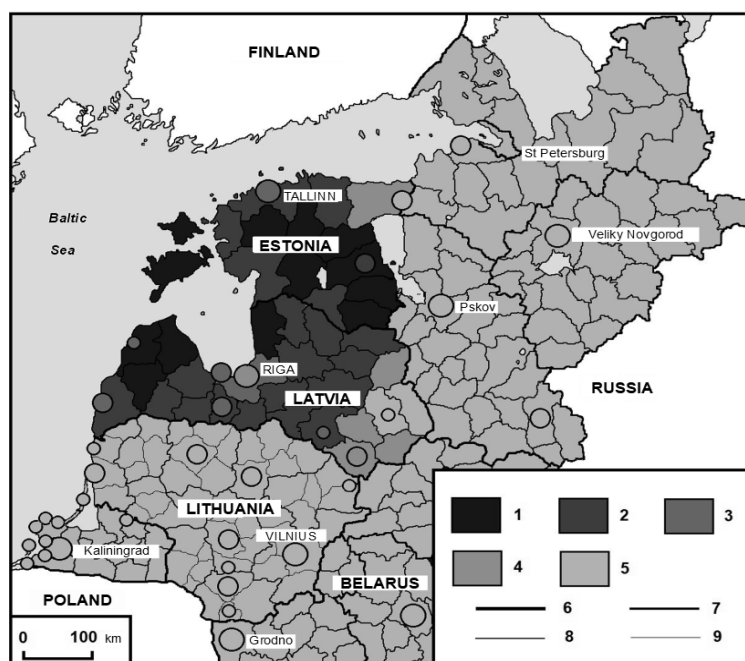 FINLAND
St Petersburg
TALLINN
Baltic
Sea
ESTONIA
Veliky Novgorod
Pskov
RIGA
RUSSIA
LATVIA
LITHUANIA
VILNIUS
Kaliningrad
BELARUS
POLAND
Grodno
0 100 km
1 2 3
4 5
6 7
8 9